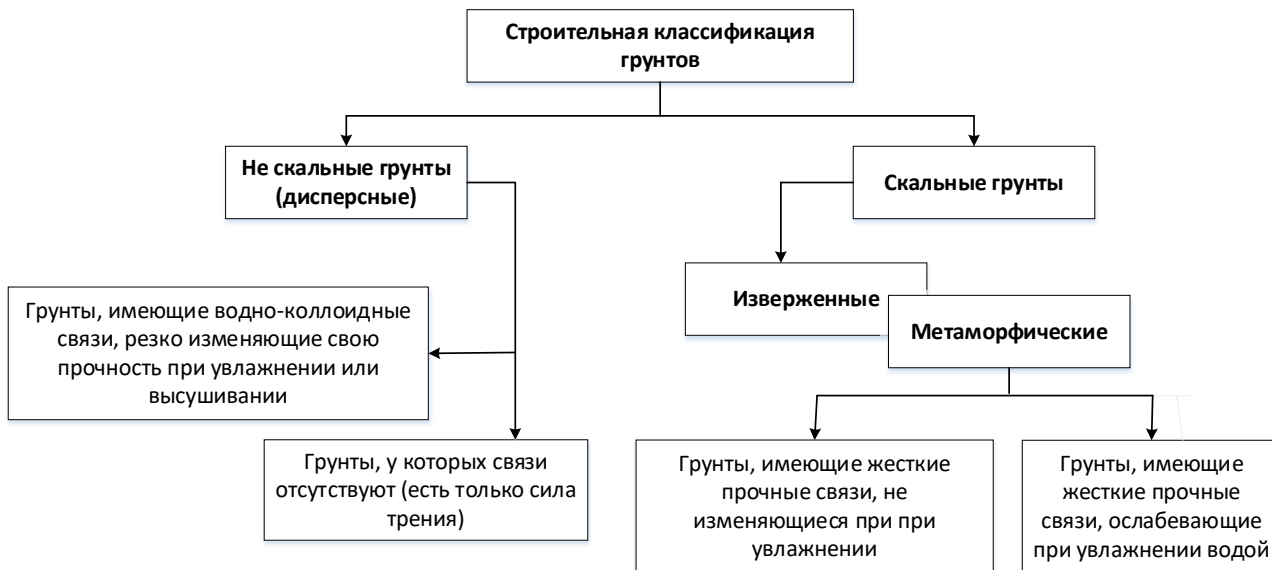 Строительная классификация
грунтов
Не скальные грунты
(дисперсные)
Скальные грунты
Изверженные
Метаморфические
Грунты, имеющие водно-коллоидные
связи, резко изменяющие свою
прочность при увлажнении или
высушивании
Грунты, у которых связи
отсутствуют (есть только сила
трения)
Грунты, имеющие жесткие
прочные связи, не
изменяющиеся при при
увлажнении
Грунты, имеющие
жесткие прочные
связи, ослабевающие
при увлажнении водой